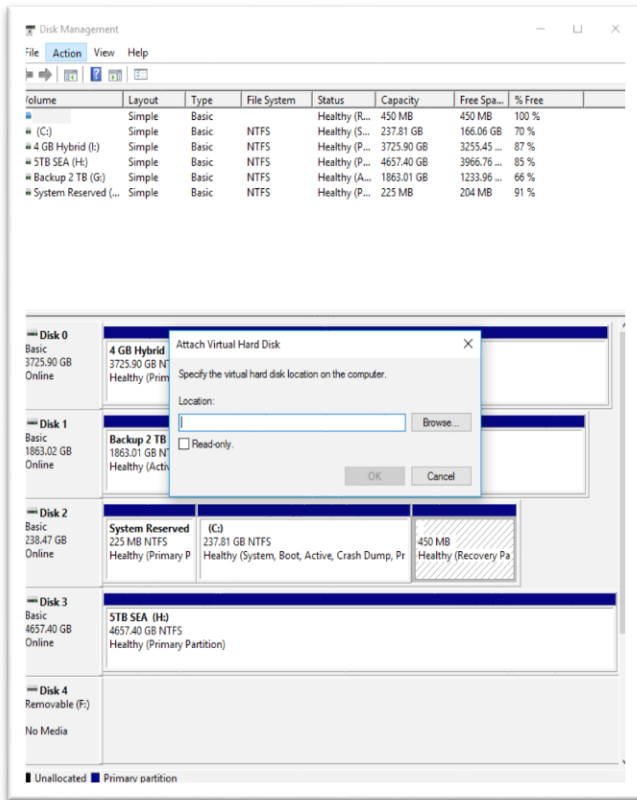 Disk Management
File Action View Help
Volume Layout Type File System Status Capacity Free Spa... % Free
Simple Basic Healthy (R... 450 MB 450 MB 100 %
(C:) Simple Basic NTFS Healthy (S... 237.81 GB 166.06 GB 70 %
4 GB Hybrid (I:) Simple Basic NTFS Healthy (P... 3725.90 GB 3255.45 ... 87 %
5TB SEA (H:) Simple Basic NTFS Healthy (P... 4657.40 GB 3966.76 ... 85 %
Backup 2 TB (G:) Simple Basic NTFS Healthy (A... 1863.01 GB 1233.96 ... 66 %
System Reserved (... Simple Basic NTFS Healthy (P... 225 MB 204 MB 91 %
Disk 0
Basic
3725.90 GB
Online
4 GB Hybrid
3725.90 GB NT
Healthy (Prim
Attach Virtual Hard Disk
Specify the virtual hard disk location on the computer.
Location:
Browse...
Read-only.
OK Cancel
Disk 1
Basic
1863.02 GB
Online
Backup 2 TB
1863.01 GB N
Healthy (Activ
Disk 2
Basic
238.47 GB
Online
System Reserved
225 MB NTFS
Healthy (Primary P
(C:)
237.81 GB NTFS
Healthy (System, Boot, Active, Crash Dump, Pr
450 MB
Healthy (Recovery Pa
Disk 3
Basic
4657.40 GB
Online
5TB SEA (H:)
4657.40 GB NTFS
Healthy (Primary Partition)
Disk 4
Removable (F:)
No Media
Unallocated Primary partition